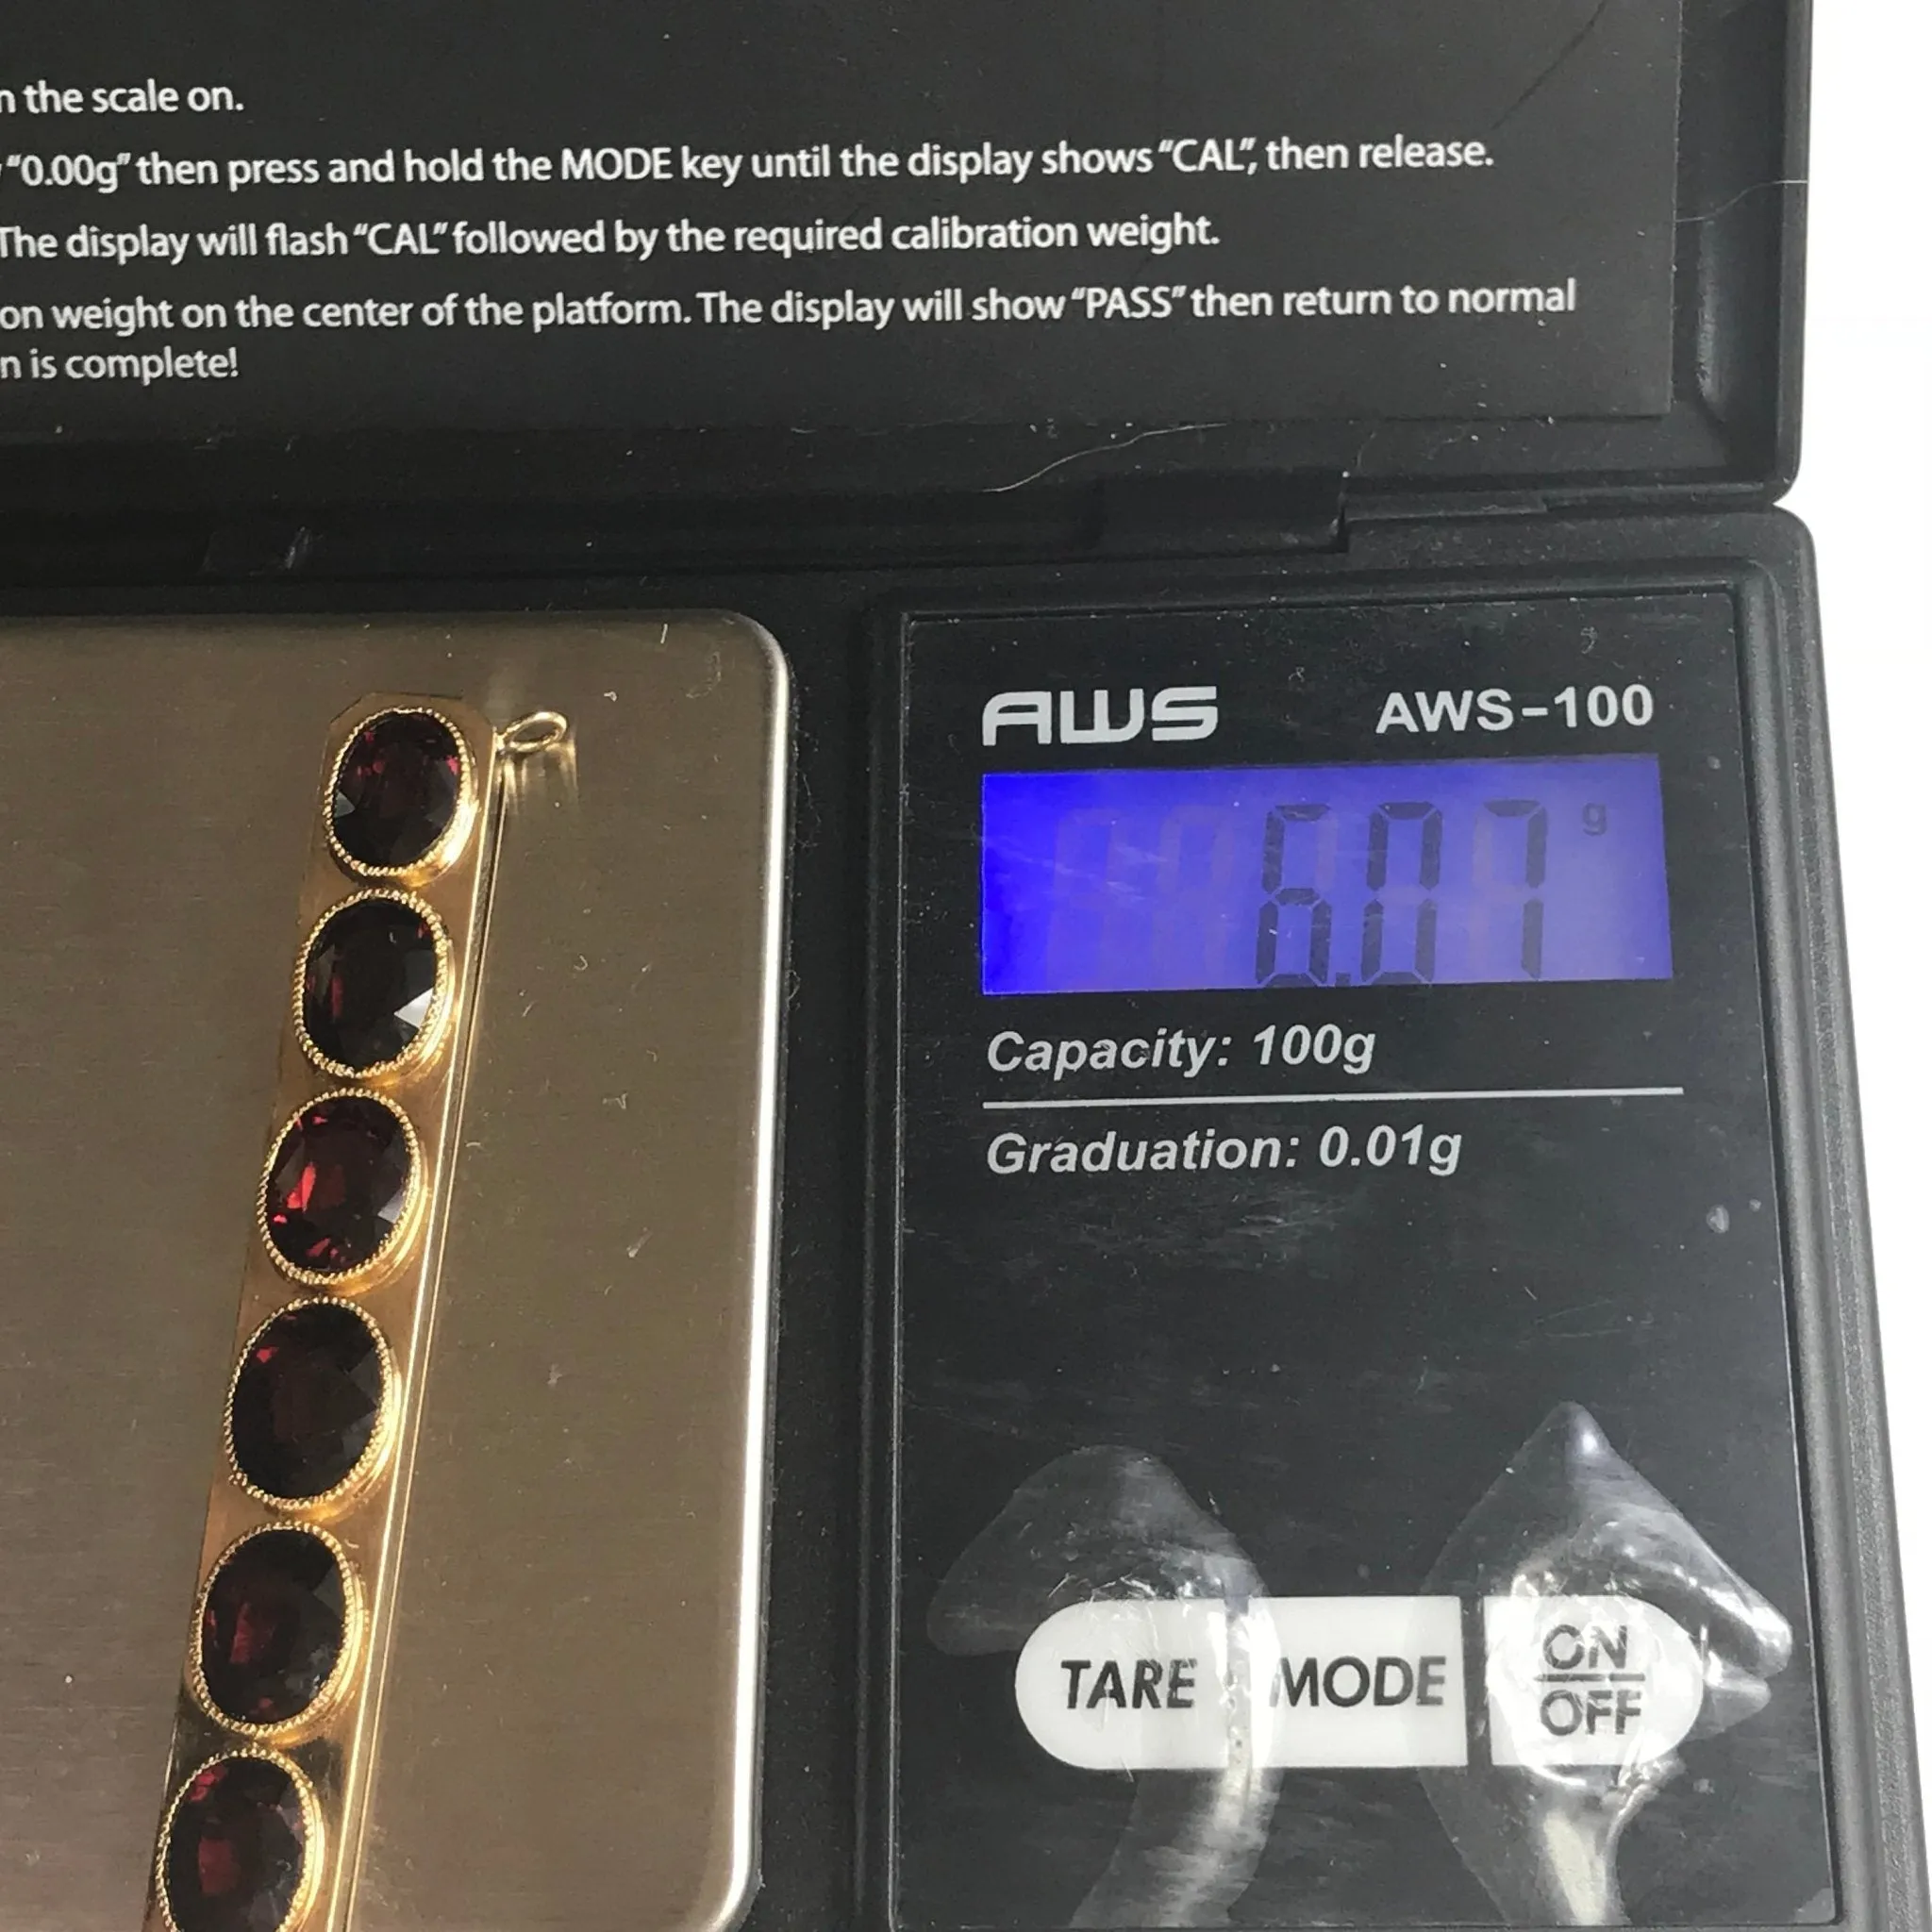 n the scale on.
"0.00g" then press and hold the MODE key until the display shows "CAL", then release.
The display will flash "CAL" followed by the required calibration weight.
on weight on the center of the platform. The display will show "PASS" then return to normal
n is complete!
AWS AWS-100
6.07 g
Capacity: 100g
Graduation: 0.01g
TARE MODE ON
OFF